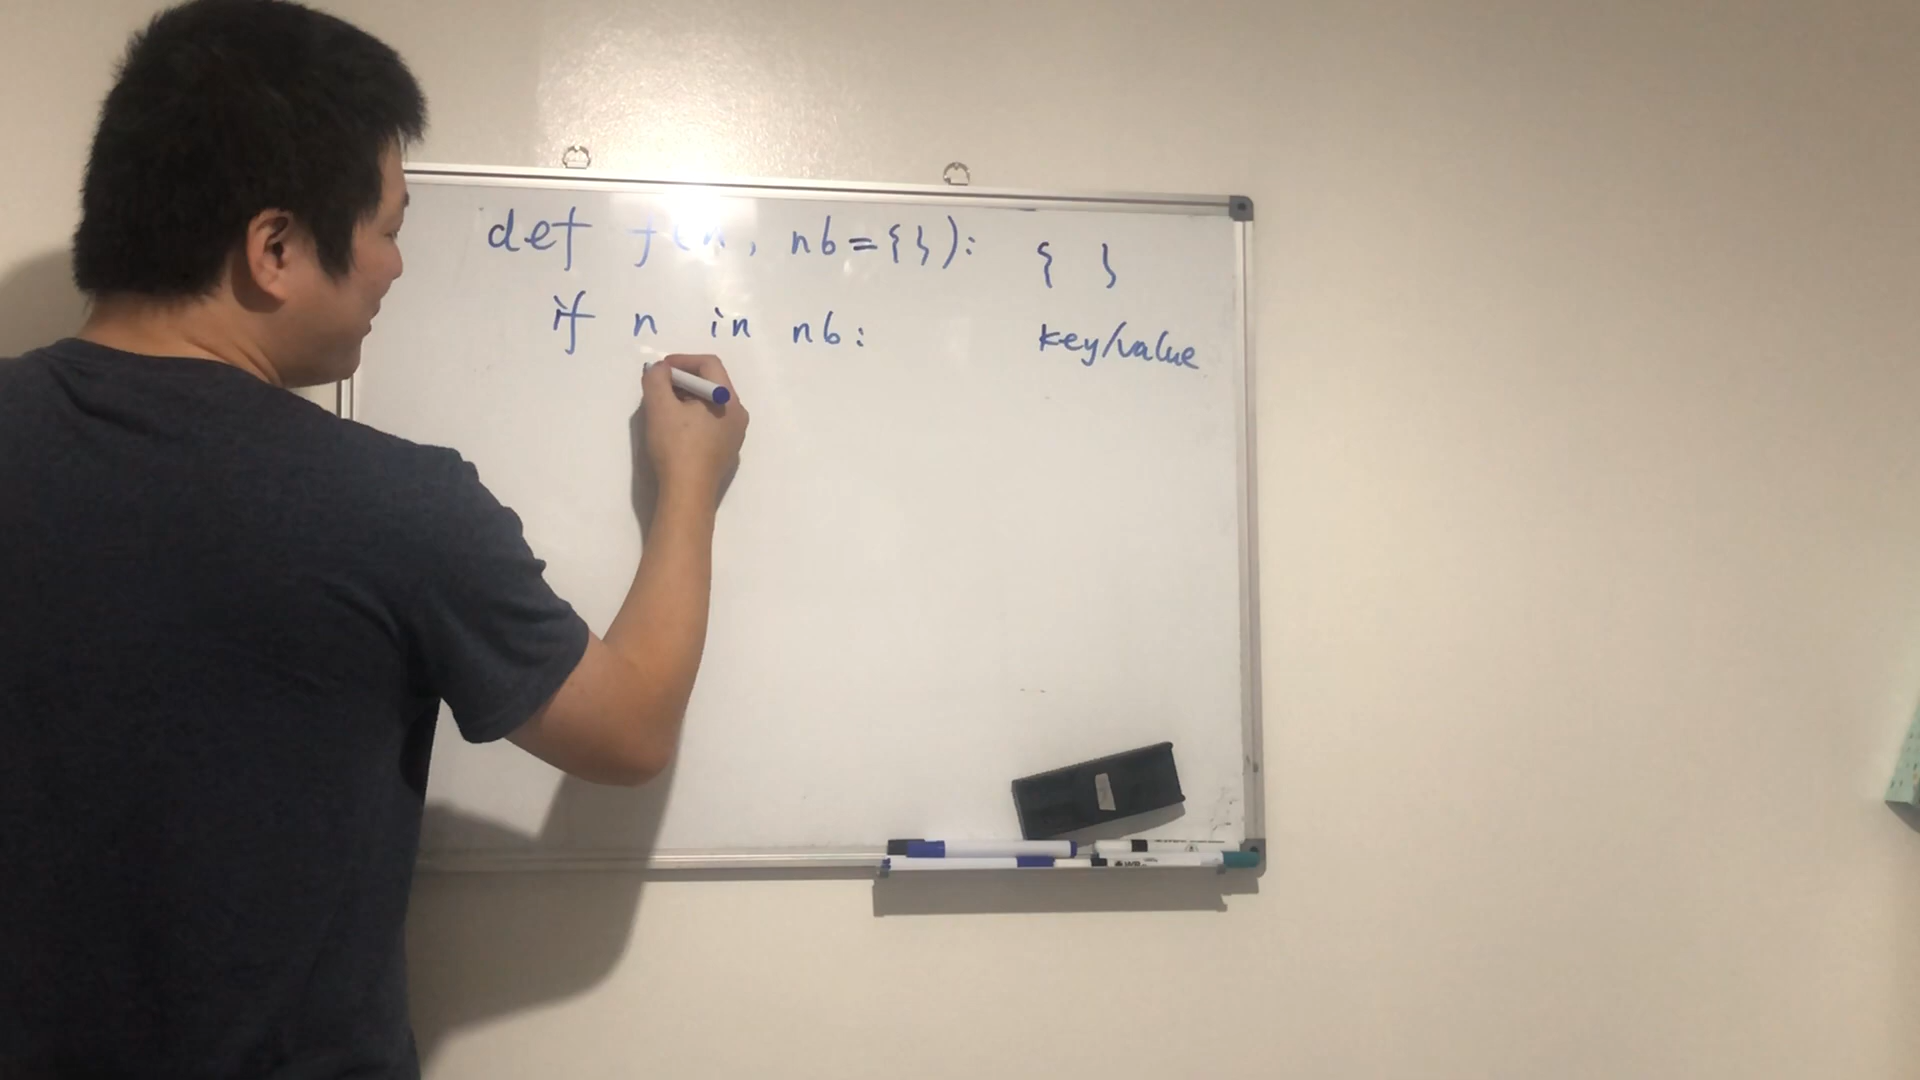 def f(n, nb={}):
if n in nb:
{ }
key/value